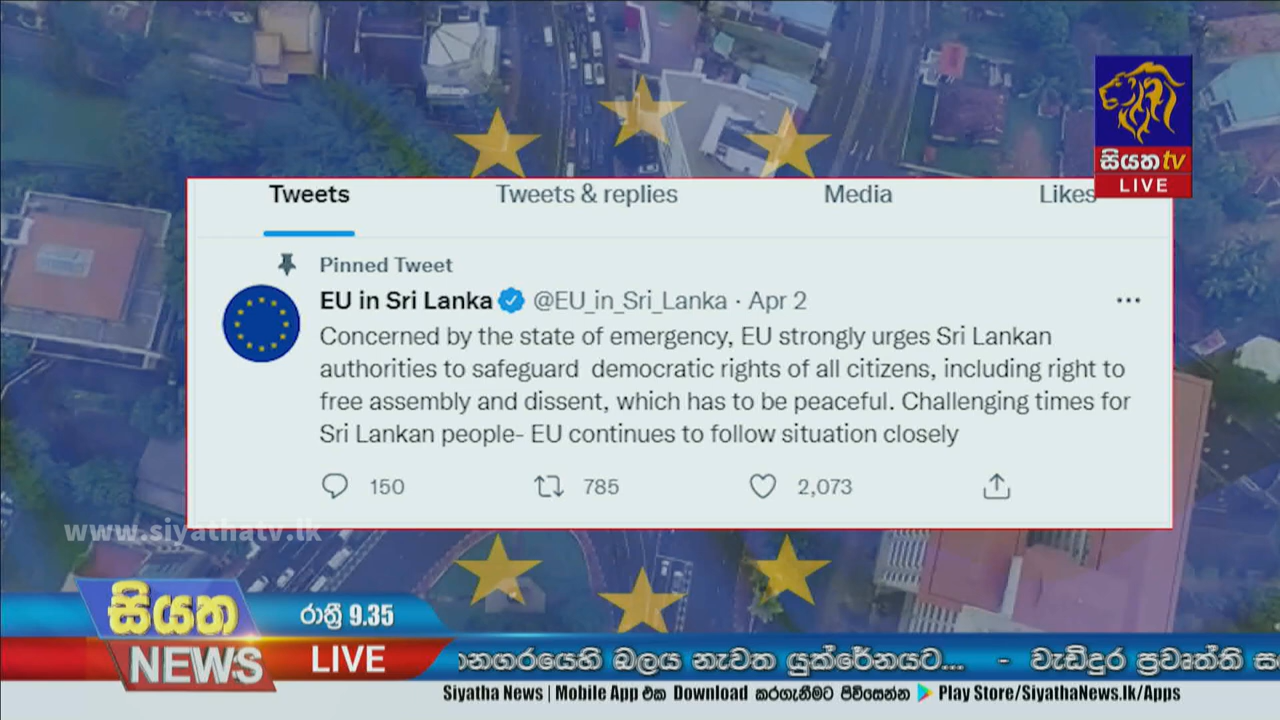 සියත tv
LIVE
Tweets Tweets & replies Media Likes
Pinned Tweet
EU in Sri Lanka @EU_in_Sri_Lanka · Apr 2
Concerned by the state of emergency, EU strongly urges Sri Lankan
authorities to safeguard democratic rights of all citizens, including right to
free assembly and dissent, which has to be peaceful. Challenging times for
Sri Lankan people- EU continues to follow situation closely
150 785 2,073
www.siyathatv.lk
සියත
NEWS
රාත්‍රී 9.35
LIVE
බලය නැවත යුක්රේනයට... - වැඩිදුර ප්‍රවෘත්ති
Siyatha News | Mobile App එක Download කරගැනීමට පිවිසෙන්න Play Store/SiyathaNews.lk/Apps